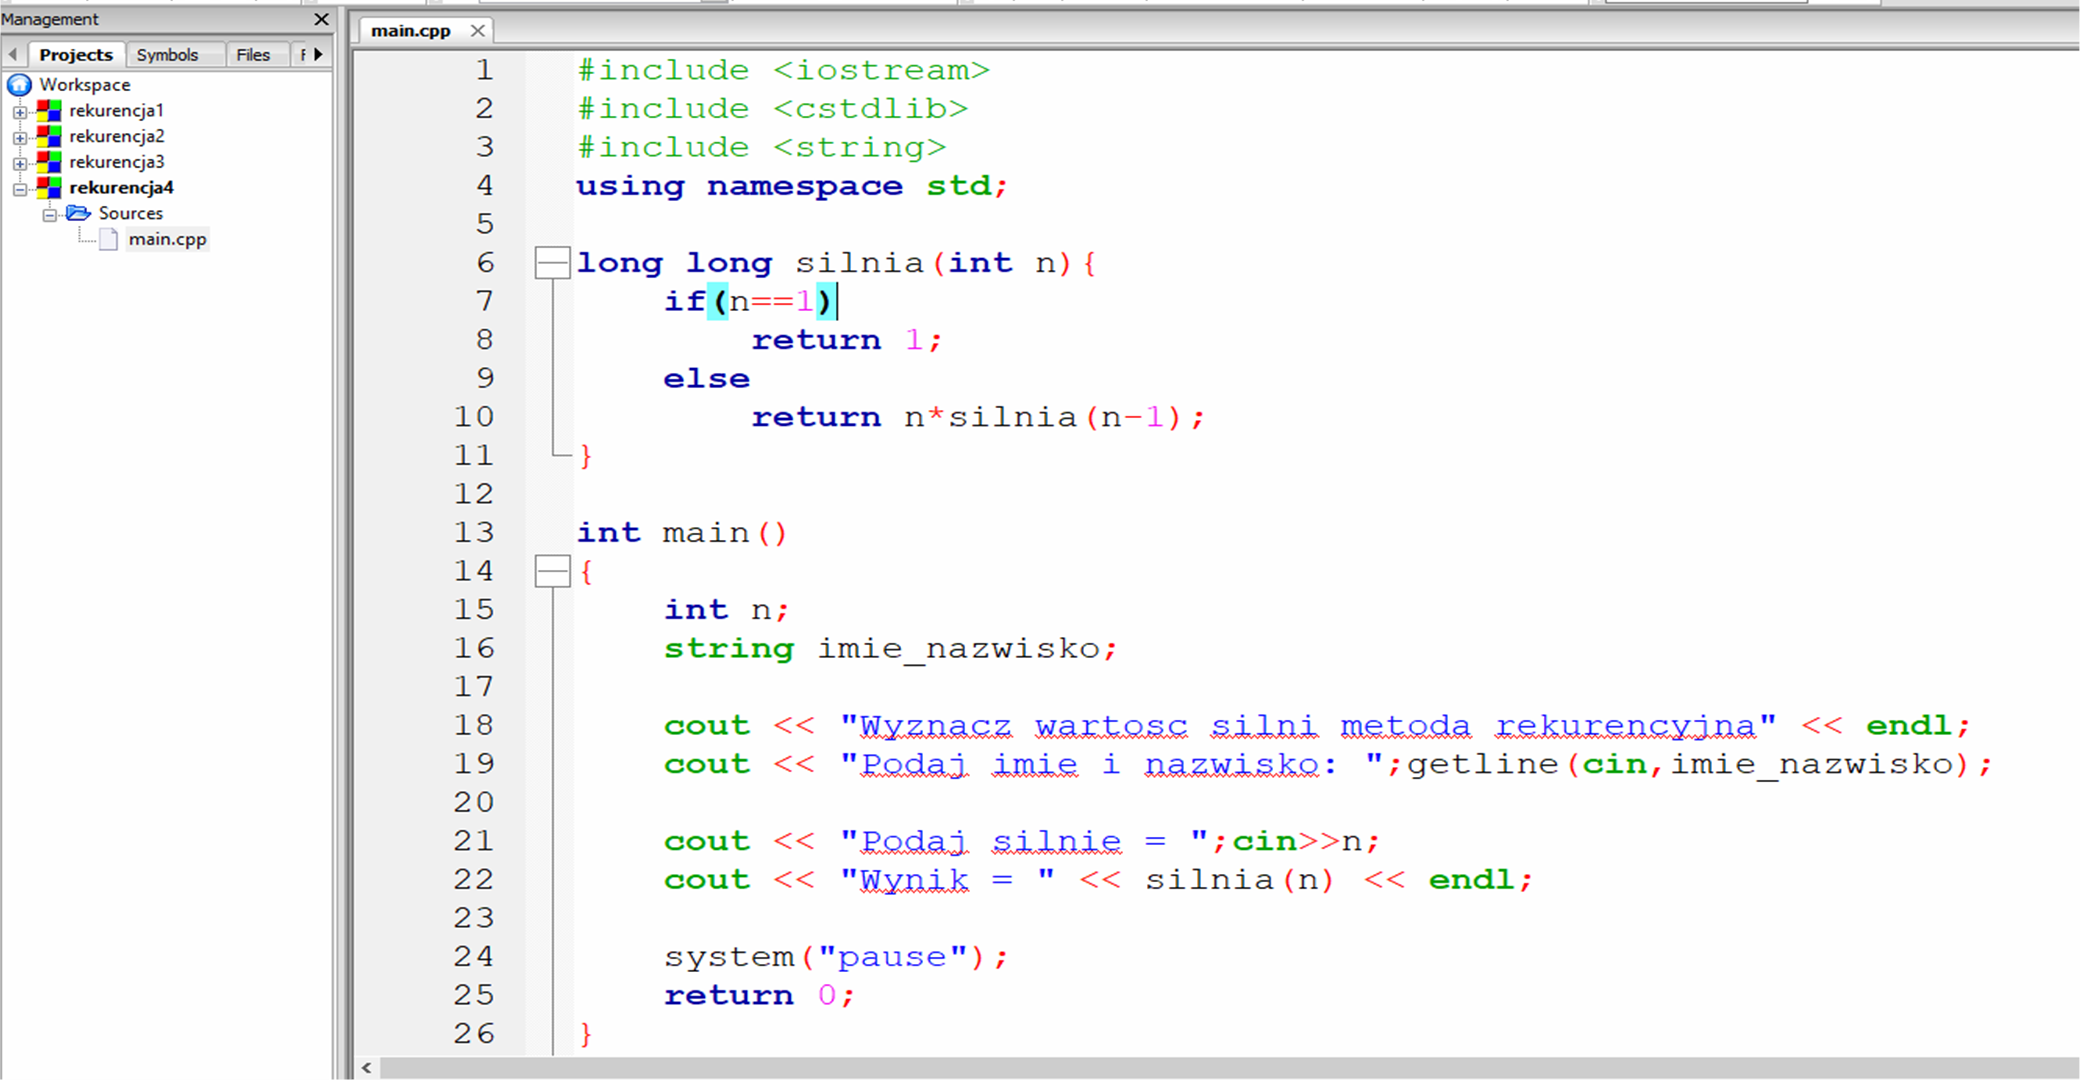 Management
Projects Symbols Files
Workspace
rekurencja1
rekurencja2
rekurencja3
rekurencja4
Sources
main.cpp
main.cpp
1 #include <iostream>
2 #include <cstdlib>
3 #include <string>
4 using namespace std;
5
6 long long silnia(int n){
7 if(n==1)
8 return 1;
9 else
10 return n*silnia(n-1);
11 }
12
13 int main()
14 {
15 int n;
16 string imie_nazwisko;
17
18 cout << "Wyznacz wartosc silni metoda rekurencyjna" << endl;
19 cout << "Podaj imie i nazwisko: ";getline(cin,imie_nazwisko);
20
21 cout << "Podaj silnie = ";cin>>n;
22 cout << "Wynik = " << silnia(n) << endl;
23
24 system("pause");
25 return 0;
26 }